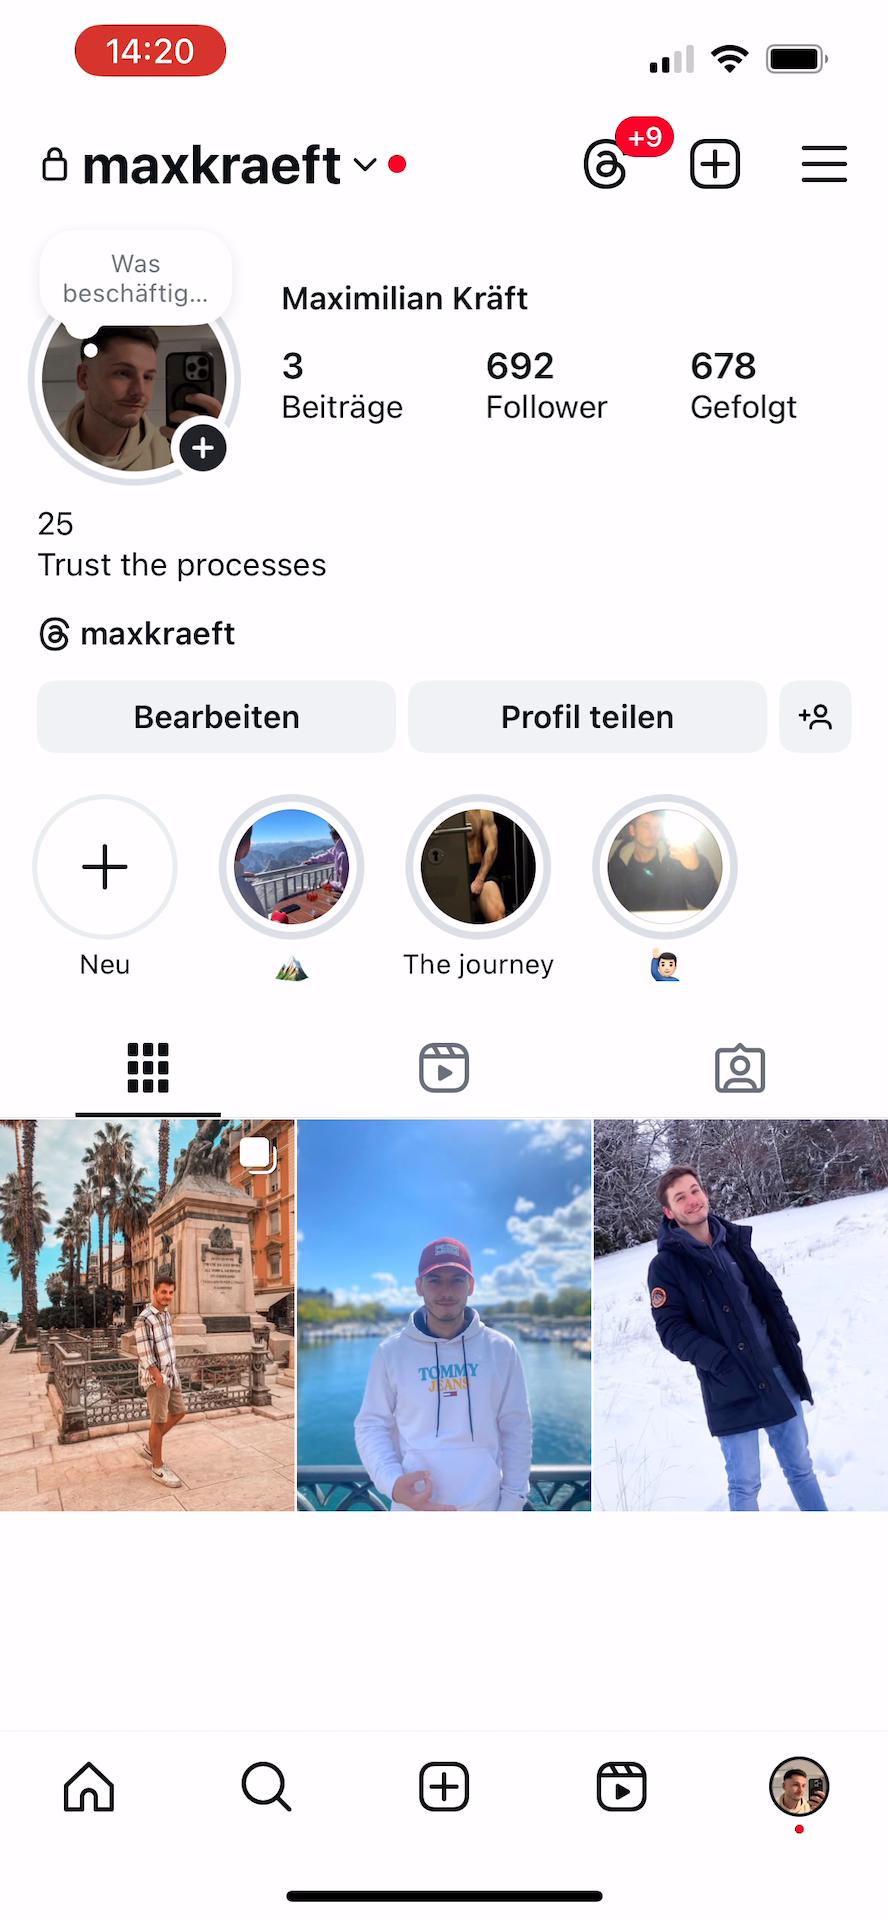 14:20
maxkraeft
+9
Was
beschäftig...
Maximilian Kräft
3
692
678
Beiträge
Follower
Gefolgt
25
Trust the processes
maxkraeft
Bearbeiten
Profil teilen
Neu
The journey
TOMMY
JEANS